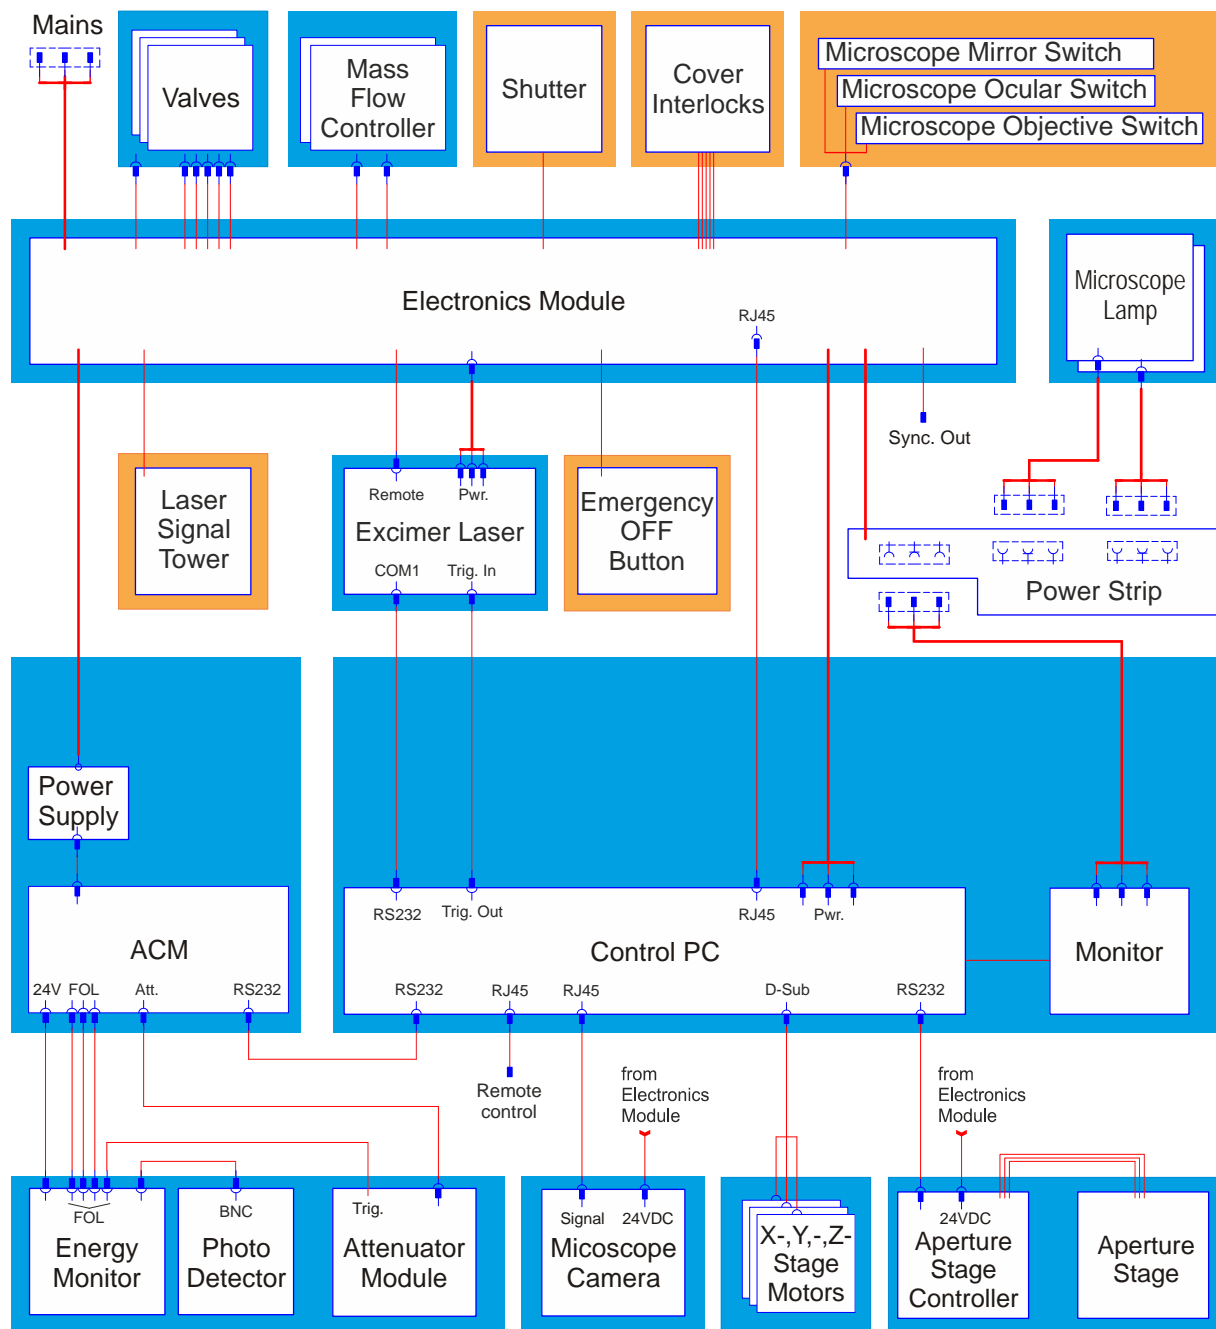 Mains
Valves
Mass
Flow
Controller
Shutter
Cover
Interlocks
Microscope Mirror Switch
Microscope Ocular Switch
Microscope Objective Switch
Electronics Module
RJ45
Microscope
Lamp
Sync. Out
Laser
Signal
Tower
Remote
Pwr.
Excimer Laser
COM1
Trig. In
Emergency
OFF
Button
Power Strip
Power
Supply
ACM
24V
FOL
Att.
RS232
RS232
Trig. Out
RJ45
Pwr.
Control PC
RS232
RJ45
RJ45
D-Sub
RS232
Monitor
Remote
control
from
Electronics
Module
from
Electronics
Module
FOL
Energy
Monitor
BNC
Photo
Detector
Trig.
Attenuator
Module
Signal
24VDC
Micoscope
Camera
X-,Y,-,Z-
Stage
Motors
24VDC
Aperture
Stage
Controller
Aperture
Stage